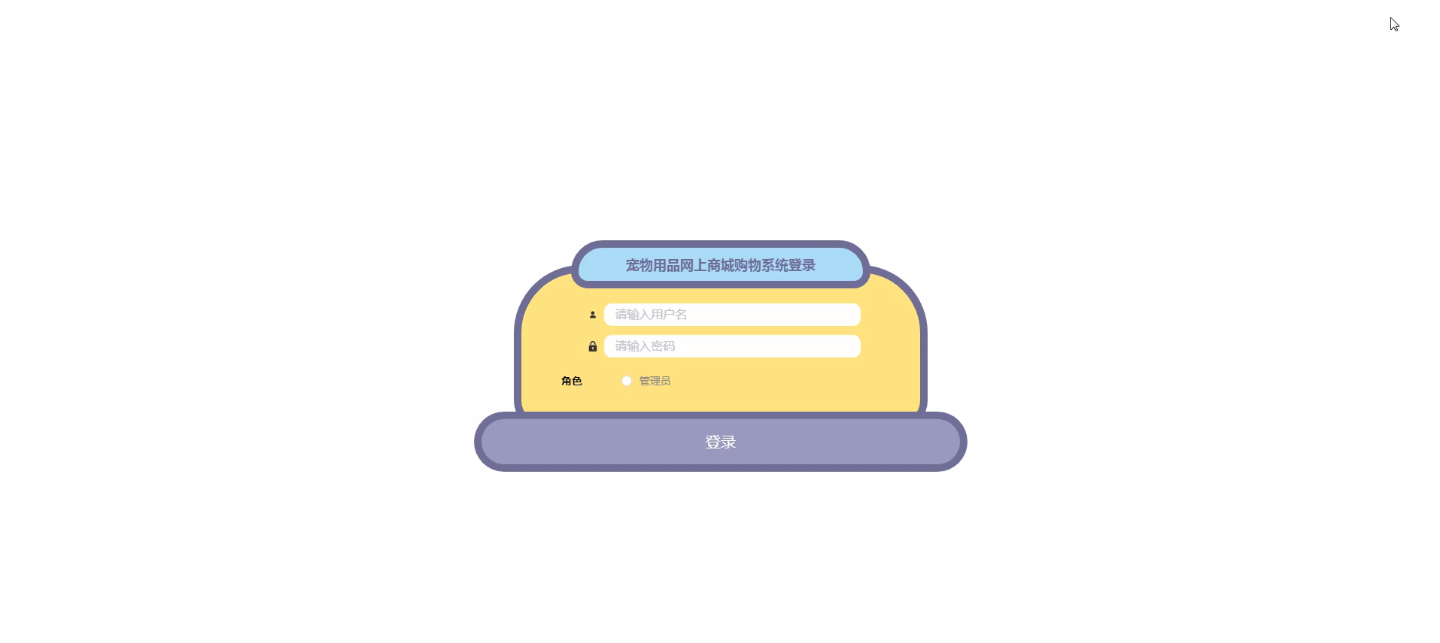 宠物用品网上商城购物系统登录
请输入用户名
请输入密码
角色 管理员
登录